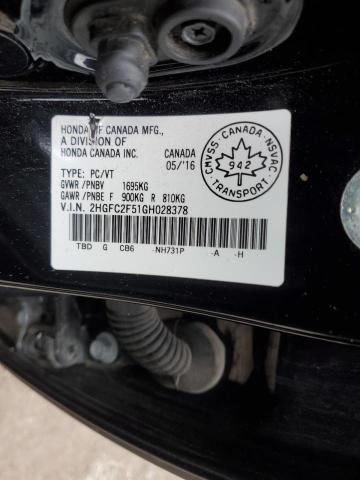 HONDA OF CANADA MFG.,
A DIVISION OF
HONDA CANADA INC.
CANADA
05/'16
CMVSS · CANADA · NSVAC · TRANSPORT ·
942
TYPE: PC/VT
GVWR /PNBV 1695KG
GAWR /PNBE F 900KG R 810KG
V.I.N. 2HGFC2F51GH028378
TBD G CB6 -NH731P -A -H